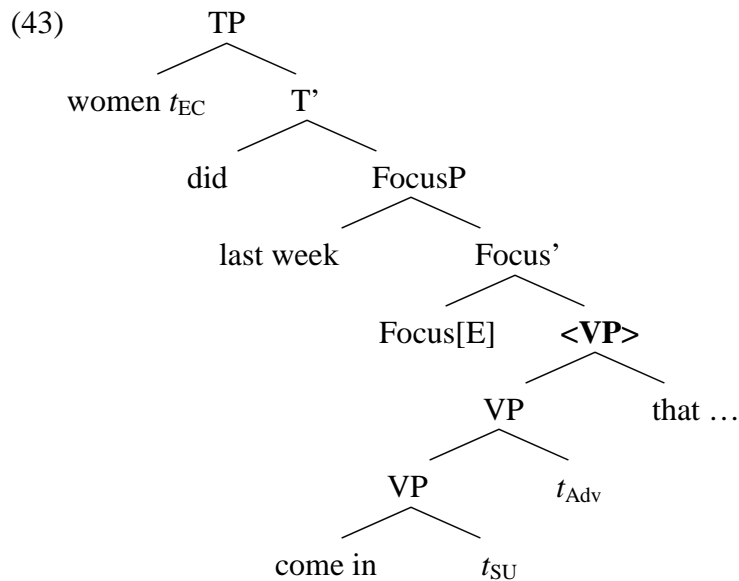 (43) TP
women tEC T’
did FocusP
last week Focus’
Focus[E] <VP>
VP that …
VP tAdv
come in tSU